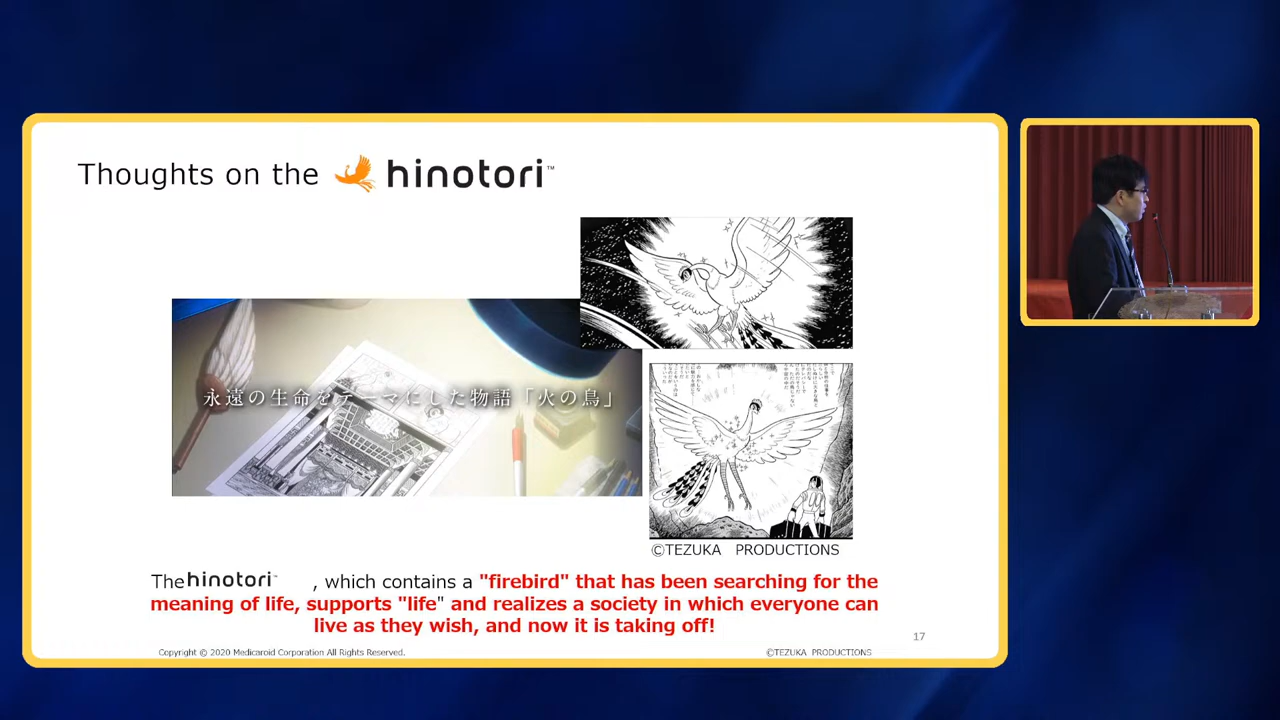 Thoughts on the hinotori™
永遠の生命をテーマにした物語「火の鳥」
©TEZUKA PRODUCTIONS
The hinotori™ , which contains a "firebird" that has been searching for the
meaning of life, supports "life" and realizes a society in which everyone can
live as they wish, and now it is taking off!
17
Copyright © 2020 Medicaroid Corporation All Rights Reserved.
©TEZUKA PRODUCTIONS